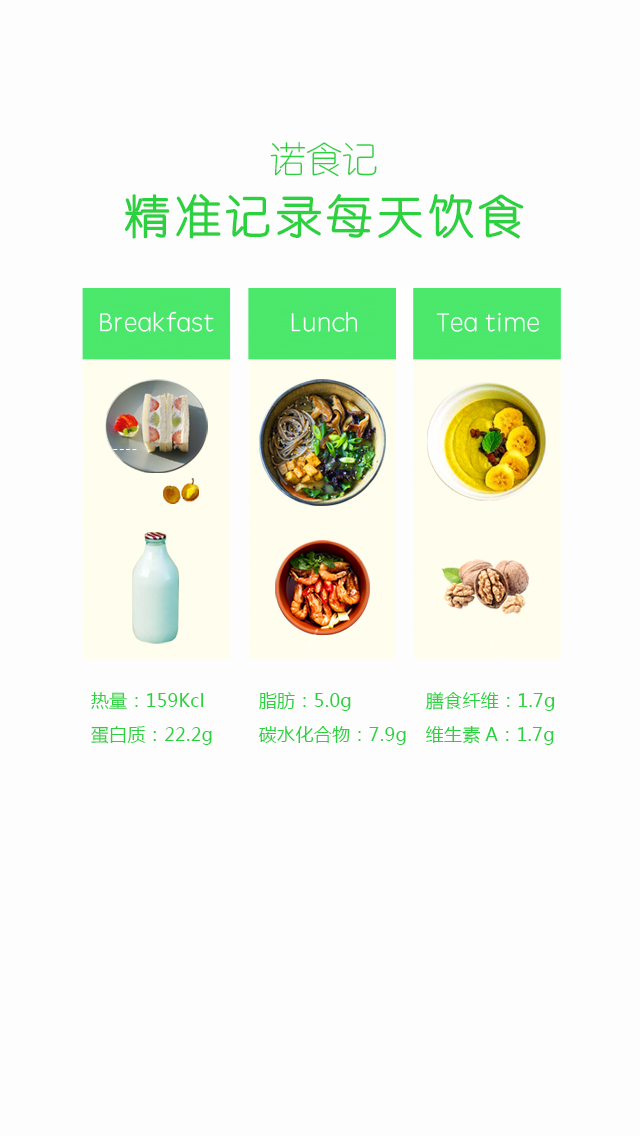 诺食记
精准记录每天饮食
Breakfast
Lunch
Tea time
热量：159Kcl
脂肪：5.0g
膳食纤维：1.7g
蛋白质：22.2g
碳水化合物：7.9g
维生素 A：1.7g